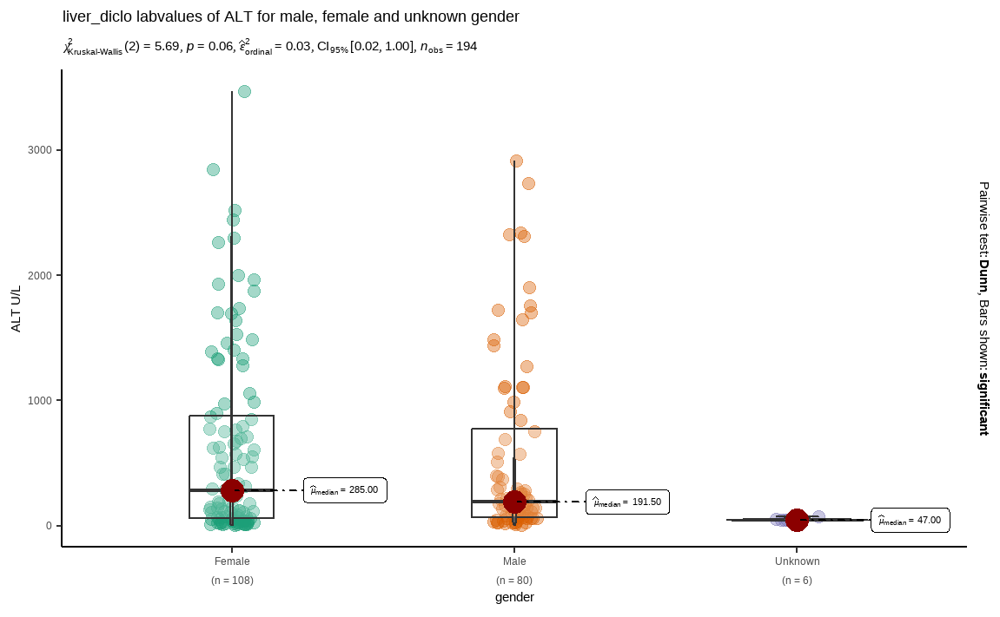 liver_diclo labvalues of ALT for male, female and unknown gender
χ²Kruskal-Wallis (2) = 5.69, p = 0.06, ε̂²ordinal = 0.03, CI95% [0.02, 1.00], nobs = 194
3000
2000
1000
0
ALT U/L
μ̂median = 285.00
μ̂median = 191.50
μ̂median = 47.00
Pairwise test: Dunn, Bars shown: significant
Female
(n = 108)
Male
(n = 80)
Unknown
(n = 6)
gender